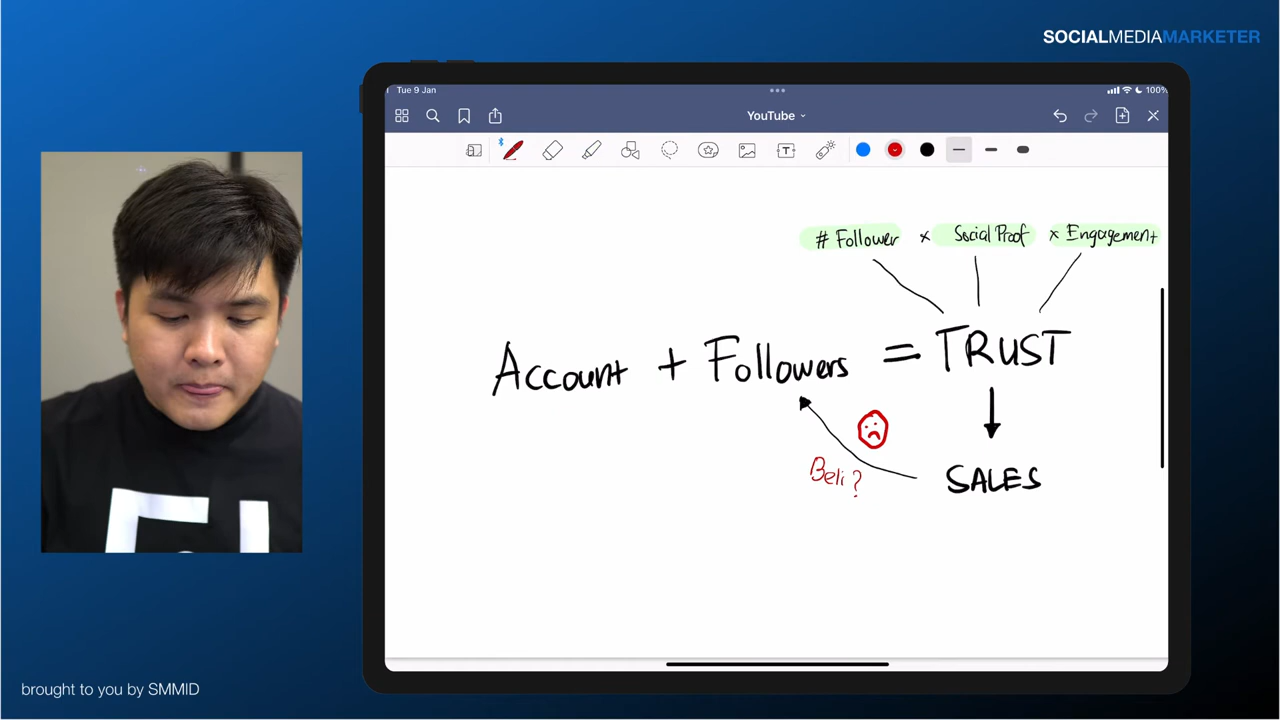 SOCIALMEDIAMARKETER
Tue 9 Jan
100%
YouTube
T
# Follower x Social Proof x Engagement
Account + Followers = TRUST
Beli?
SALES
brought to you by SMMID